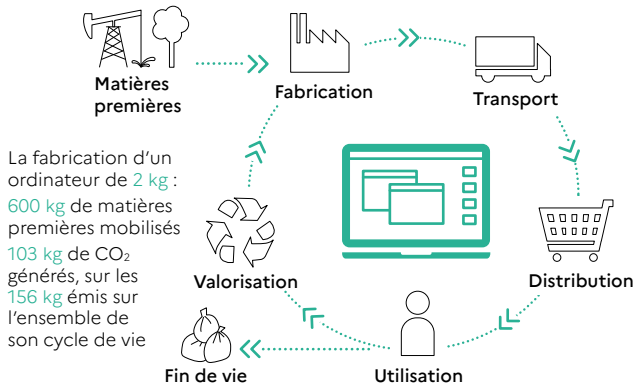 Matières
premières
Fabrication
Transport
La fabrication d’un
ordinateur de 2 kg :
600 kg de matières
premières mobilisés
103 kg de CO₂
générés, sur les
156 kg émis sur
l’ensemble de
son cycle de vie
Valorisation
Distribution
Fin de vie
Utilisation